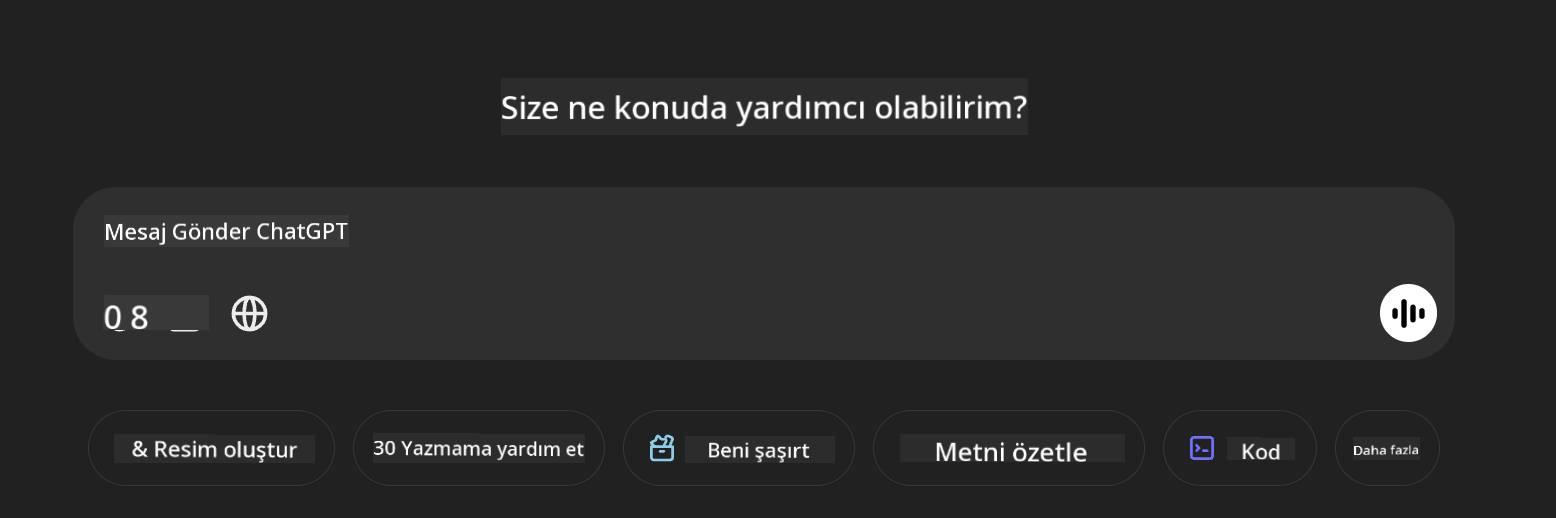 Size ne konuda yardımcı olabilirim?
Mesaj Gönder ChatGPT
0 8
& Resim oluştur
30 Yazmama yardım et
Beni şaşırt
Metni özetle
Kod
Daha fazla